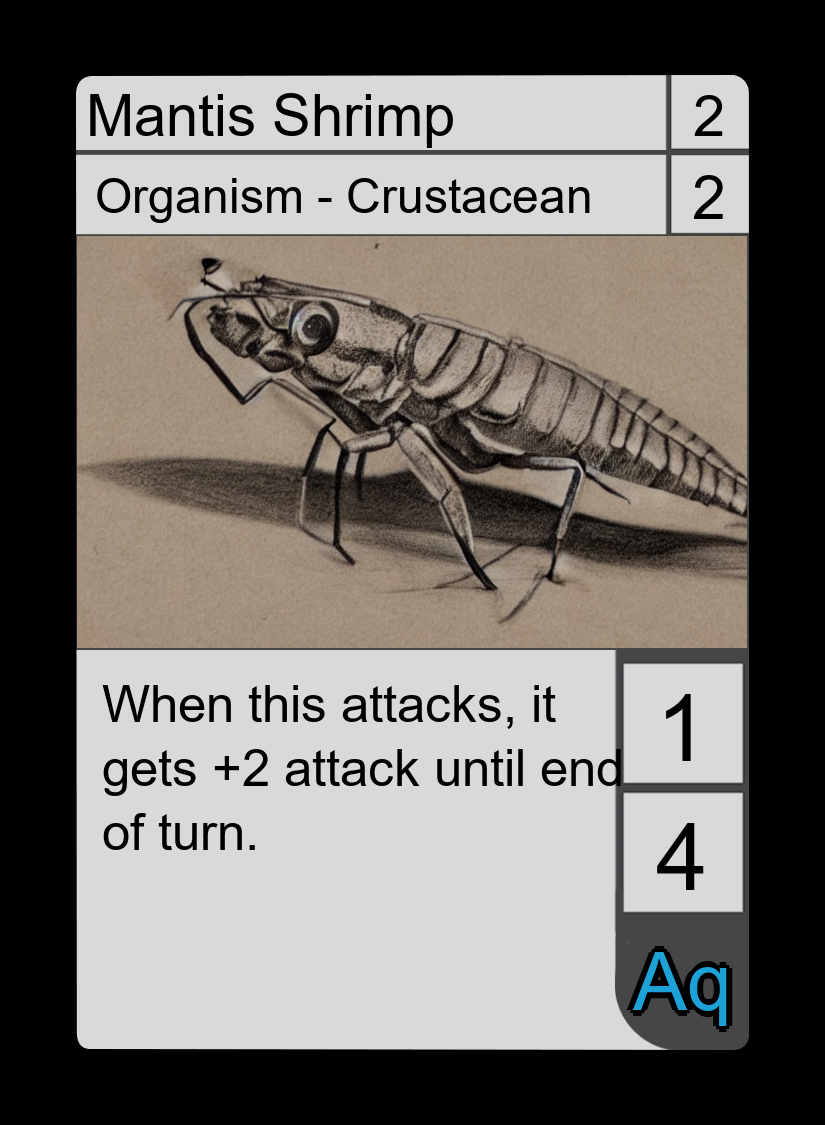 Mantis Shrimp 2
Organism - Crustacean 2
When this attacks, it
gets +2 attack until end
of turn.
1
4
Aq